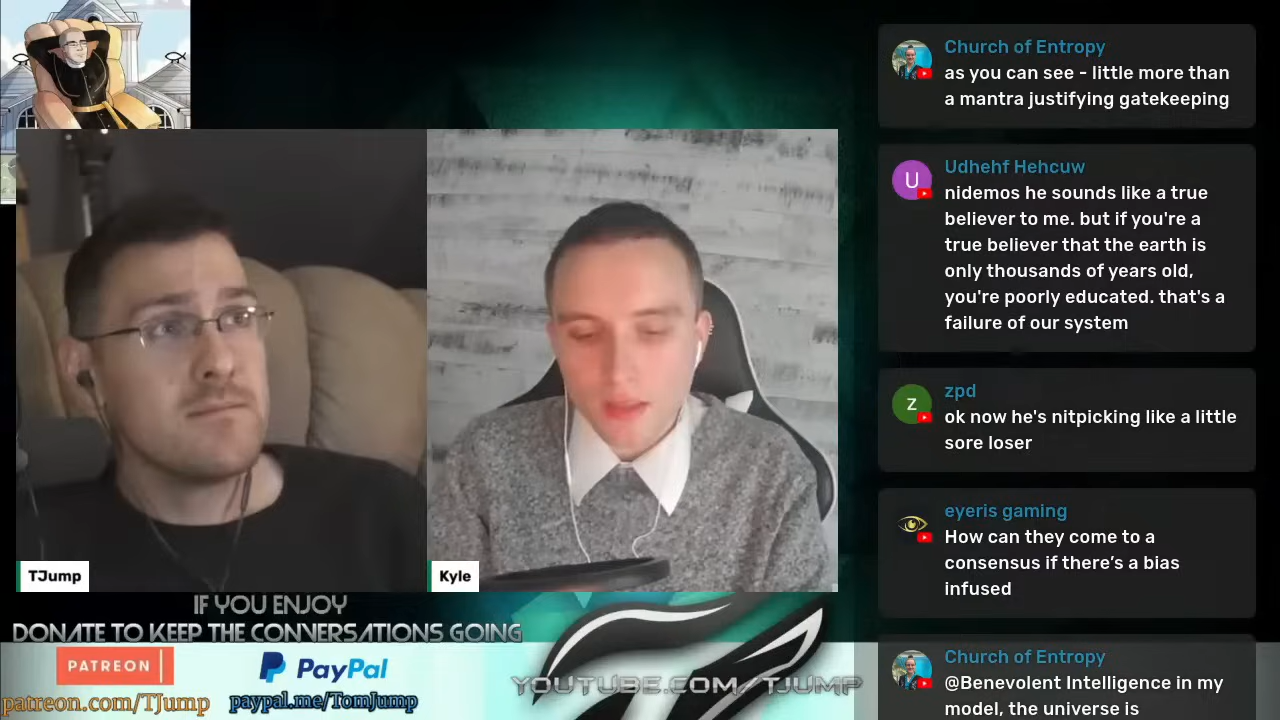 Church of Entropy
as you can see - little more than
a mantra justifying gatekeeping
U
Udhehf Hehcuw
nidemos he sounds like a true
believer to me. but if you're a
true believer that the earth is
only thousands of years old,
you're poorly educated. that's a
failure of our system
z
zpd
ok now he's nitpicking like a little
sore loser
eyeris gaming
How can they come to a
consensus if there's a bias
infused
Church of Entropy
@Benevolent Intelligence in my
model, the universe is
TJump
Kyle
IF YOU ENJOY
DONATE TO KEEP THE CONVERSATIONS GOING
PATREON
PayPal
patreon.com/TJump
paypal.me/TomJump
YOUTUBE.COM/TJUMP